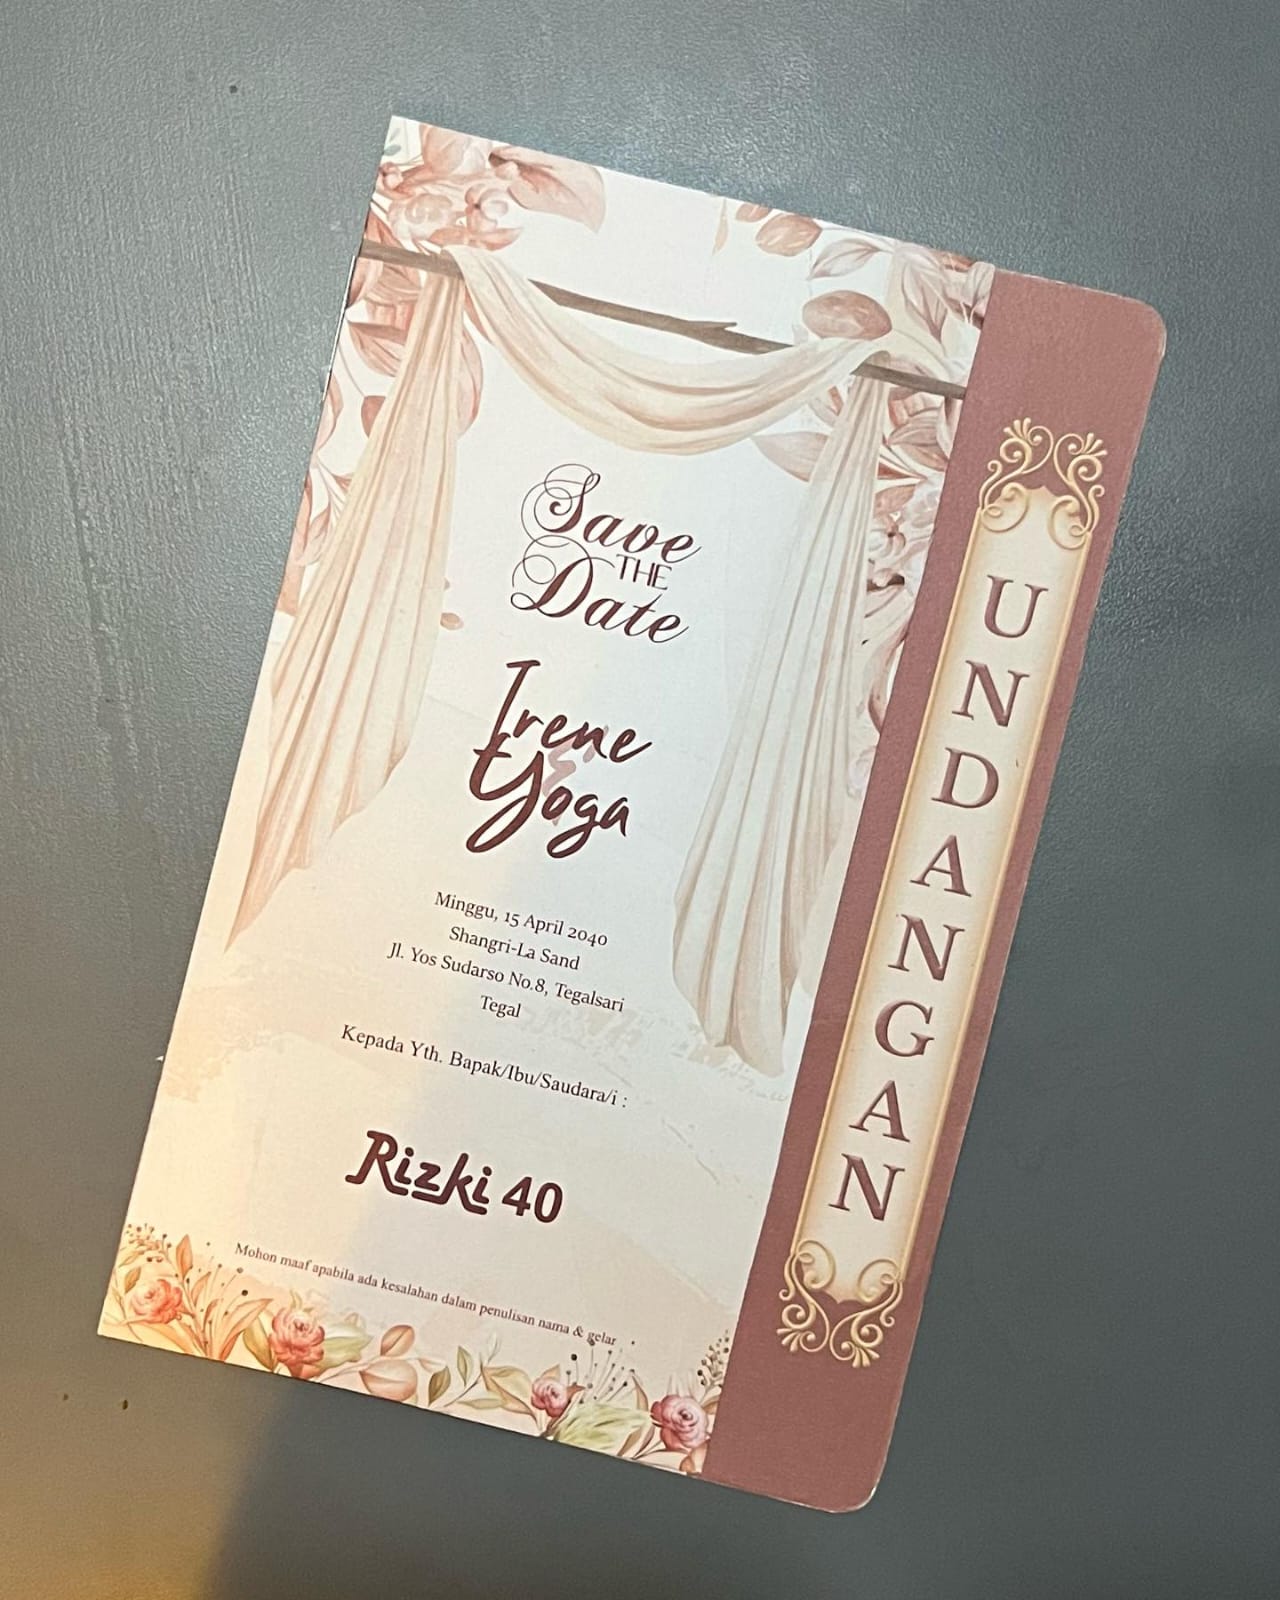 Save
THE
Date
Irene
&
Yoga
Minggu, 15 April 2040
Shangri-La Sand
Jl. Yos Sudarso No.8, Tegalsari
Tegal
Kepada Yth. Bapak/Ibu/Saudara/i :
Rizki 40
Mohon maaf apabila ada kesalahan dalam penulisan nama & gelar
UNDANGAN